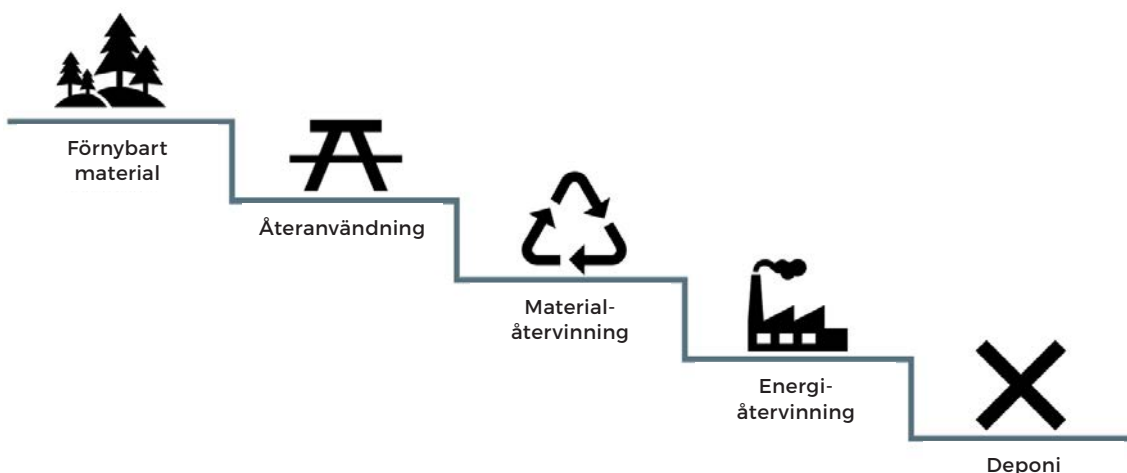 Förnybart
material
Återanvändning
Material-
återvinning
Energi-
återvinning
Deponi